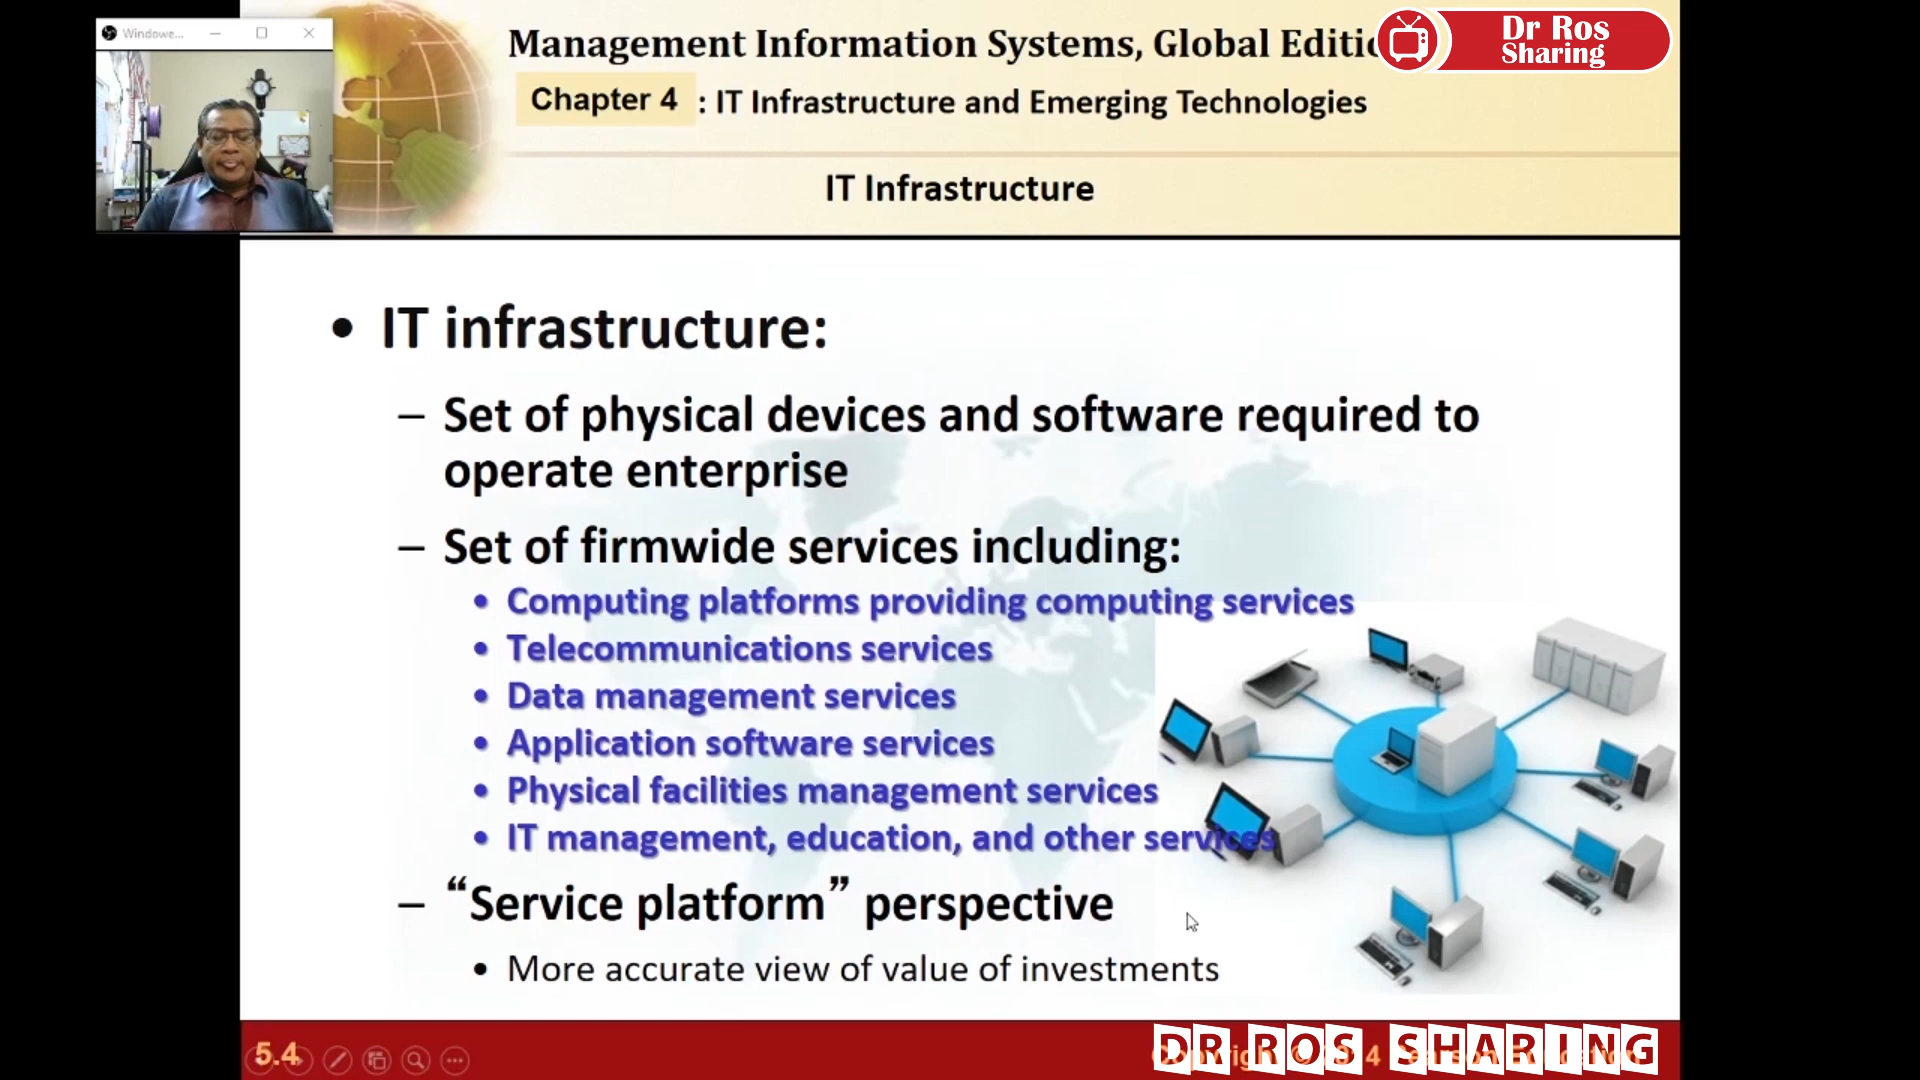 Windowe...
Management Information Systems, Global
Dr Ros
Sharing
Chapter 4 : IT Infrastructure and Emerging Technologies
IT Infrastructure
• IT infrastructure:
– Set of physical devices and software required to
operate enterprise
– Set of firmwide services including:
• Computing platforms providing computing services
• Telecommunications services
• Data management services
• Application software services
• Physical facilities management services
• IT management, education, and other services
– “Service platform” perspective
• More accurate view of value of investments
5.4
DR ROS SHARING